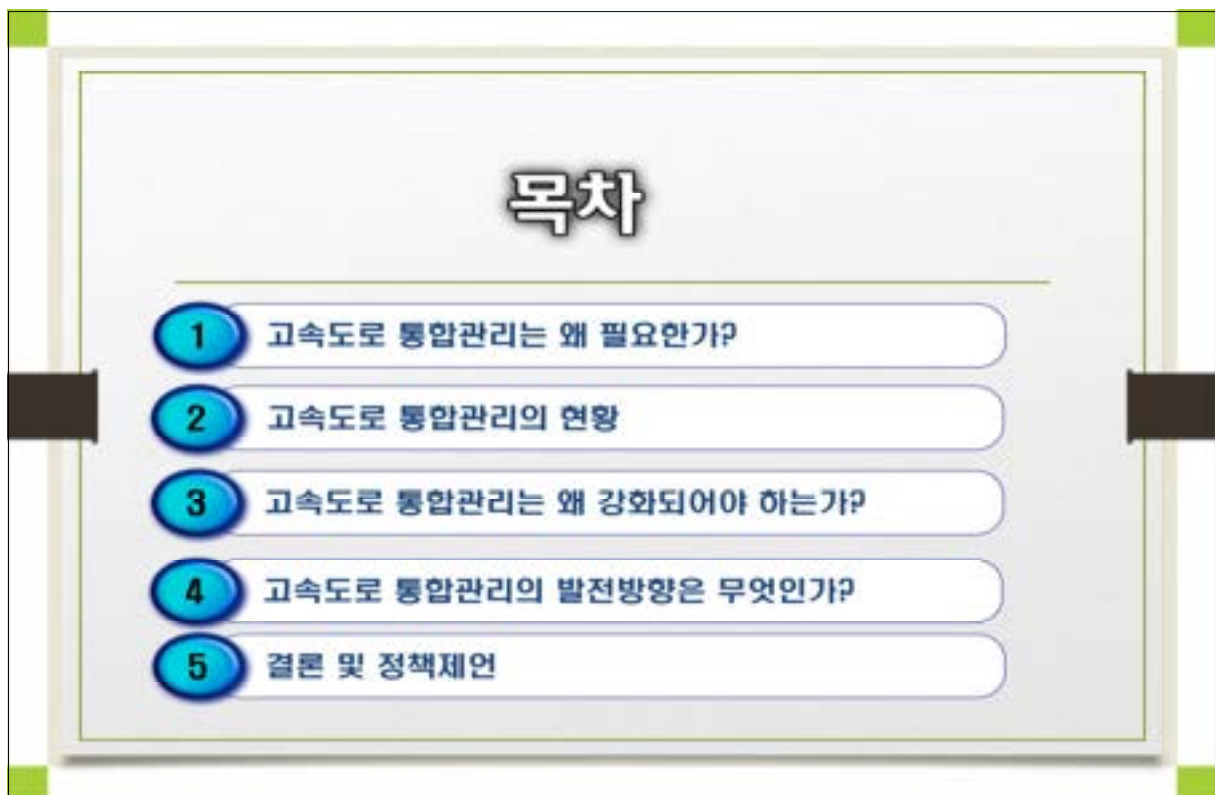 목차
1 고속도로 통합관리는 왜 필요한가?
2 고속도로 통합관리의 현황
3 고속도로 통합관리는 왜 강화되어야 하는가?
4 고속도로 통합관리의 발전방향은 무엇인가?
5 결론 및 정책제언